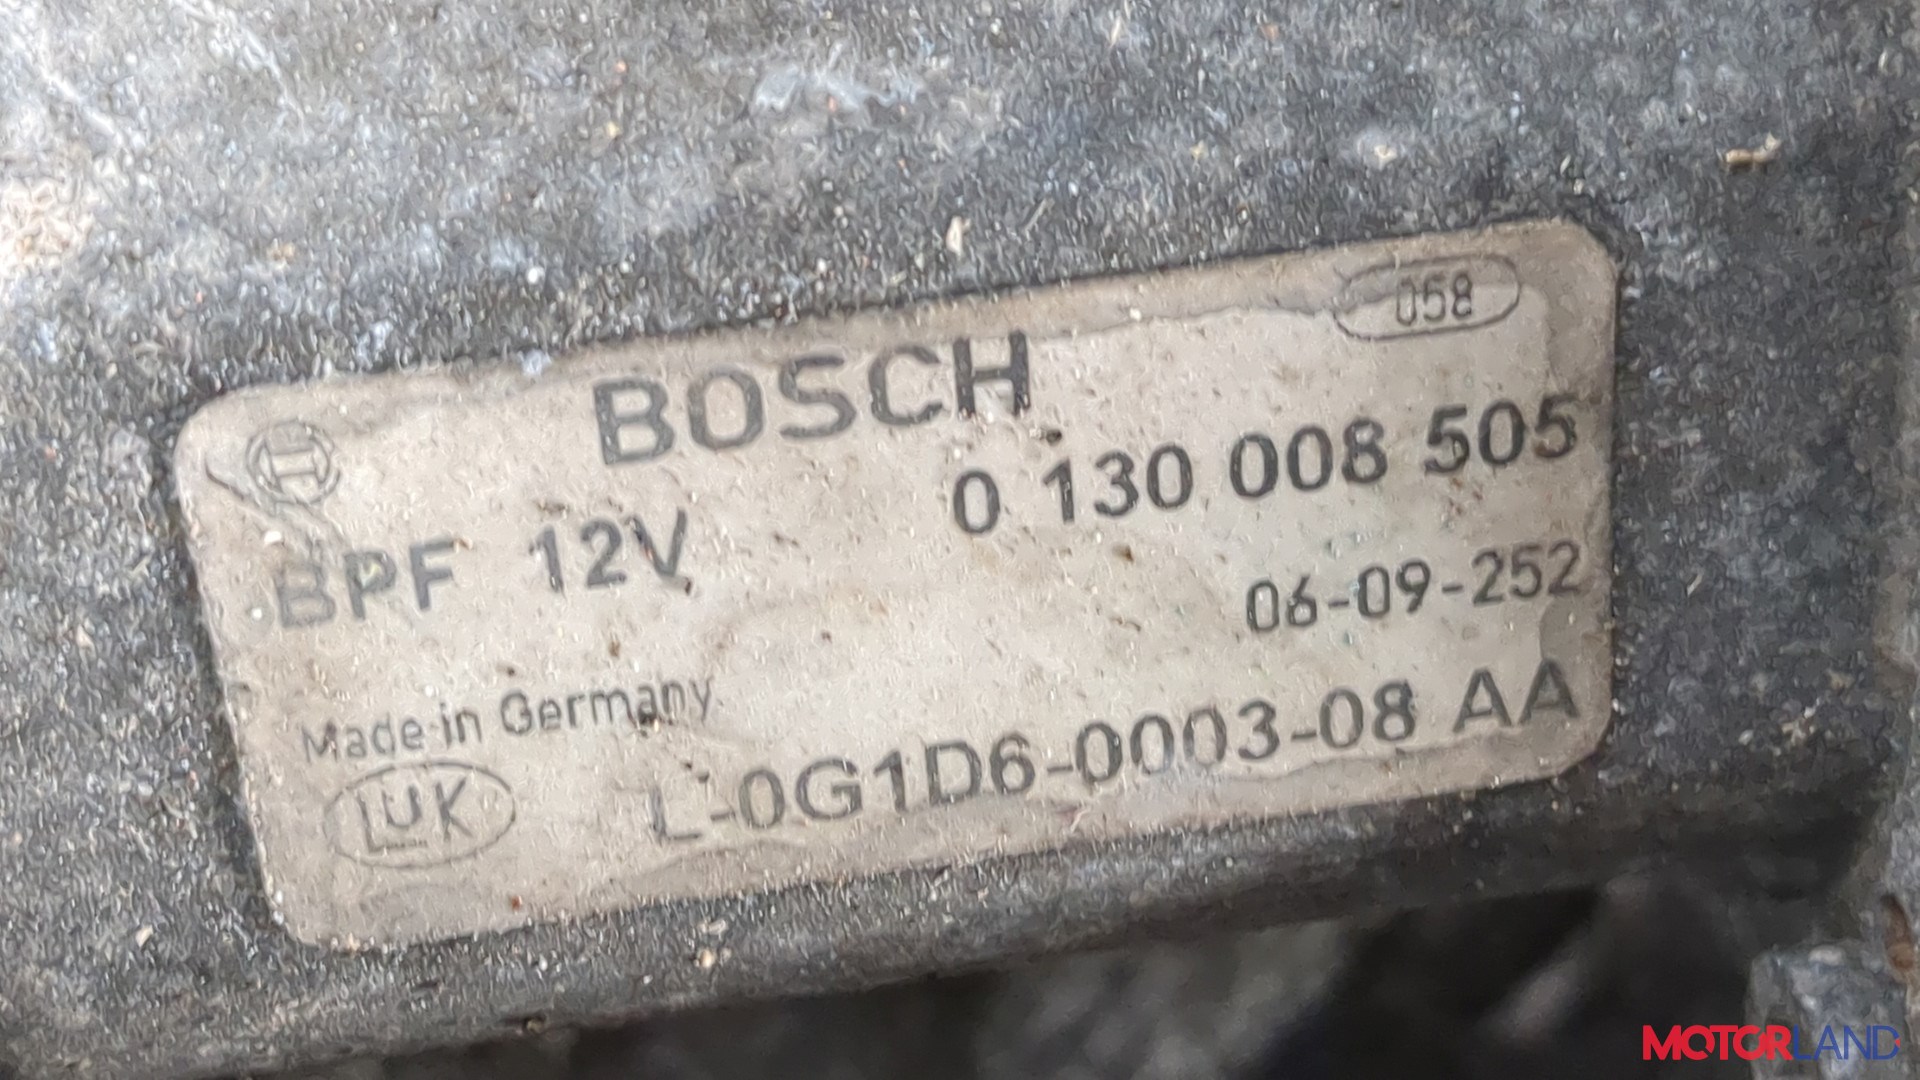 058
BOSCH
0 130 008 505
BPF 12V
06-09-252
Made in Germany
L-0G1D6-0003-08 AA
LUK
MOTORLAND